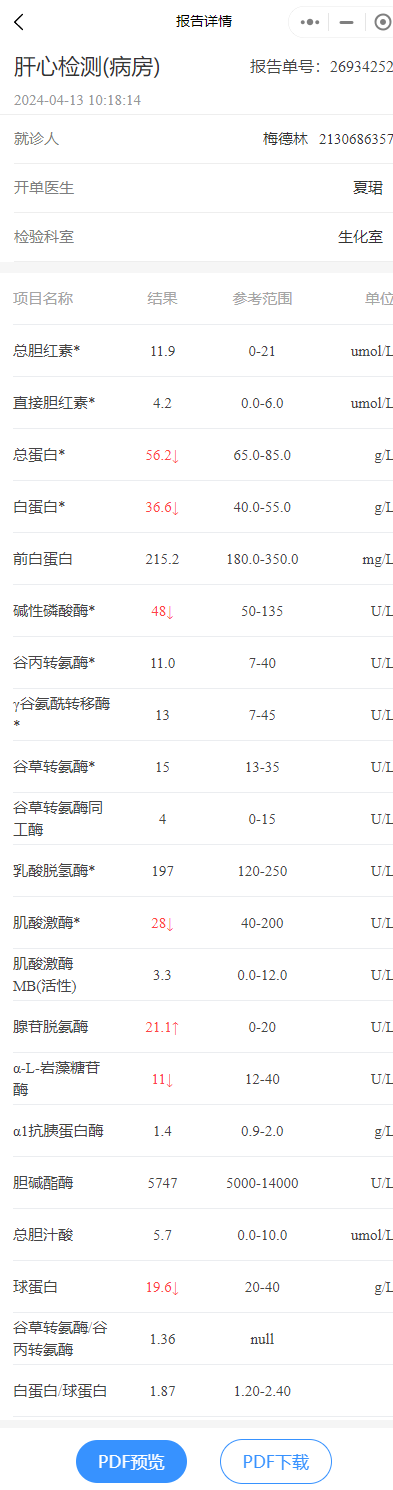 报告详情
肝心检测(病房) 报告单号：26934252
2024-04-13 10:18:14
就诊人 梅德林 2130686357
开单医生 夏珺
检验科室 生化室
项目名称 结果 参考范围 单位
总胆红素* 11.9 0-21 umol/L
直接胆红素* 4.2 0.0-6.0 umol/L
总蛋白* 56.2↓ 65.0-85.0 g/L
白蛋白* 36.6↓ 40.0-55.0 g/L
前白蛋白 215.2 180.0-350.0 mg/L
碱性磷酸酶* 48↓ 50-135 U/L
谷丙转氨酶* 11.0 7-40 U/L
γ谷氨酰转移酶
* 13 7-45 U/L
谷草转氨酶* 15 13-35 U/L
谷草转氨酶同
工酶 4 0-15 U/L
乳酸脱氢酶* 197 120-250 U/L
肌酸激酶* 28↓ 40-200 U/L
肌酸激酶
MB(活性) 3.3 0.0-12.0 U/L
腺苷脱氨酶 21.1↑ 0-20 U/L
α-L-岩藻糖苷
酶 11↓ 12-40 U/L
α1抗胰蛋白酶 1.4 0.9-2.0 g/L
胆碱酯酶 5747 5000-14000 U/L
总胆汁酸 5.7 0.0-10.0 umol/L
球蛋白 19.6↓ 20-40 g/L
谷草转氨酶/谷
丙转氨酶 1.36 null
白蛋白/球蛋白 1.87 1.20-2.40
PDF预览 PDF下载